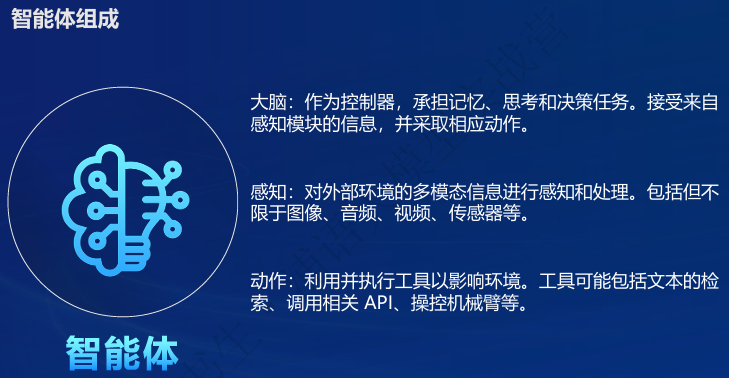 智能体组成
大脑：作为控制器，承担记忆、思考和决策任务。接受来自
感知模块的信息，并采取相应动作。
感知：对外部环境的多模态信息进行感知和处理。包括但不
限于图像、音频、视频、传感器等。
动作：利用并执行工具以影响环境。工具可能包括文本的检
索、调用相关 API、操控机械臂等。
智能体